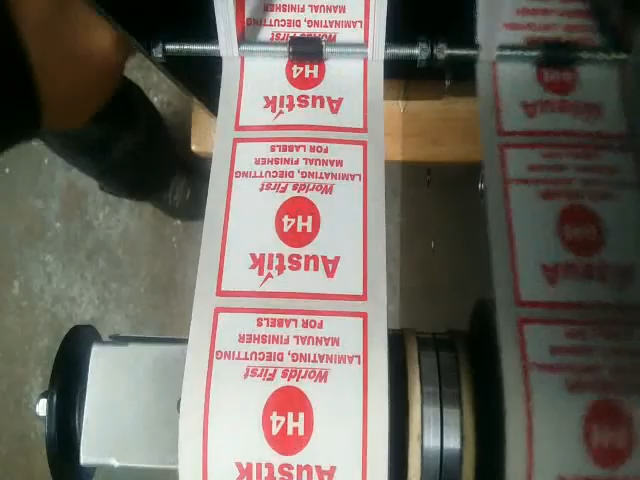 Worlds First
LAMINATING, DIECUTTING
MANUAL FINISHER
Austik
H4
Worlds First
LAMINATING, DIECUTTING
MANUAL FINISHER
FOR LABELS
Austik
H4
Worlds First
LAMINATING, DIECUTTING
MANUAL FINISHER
FOR LABELS
Austik
H4